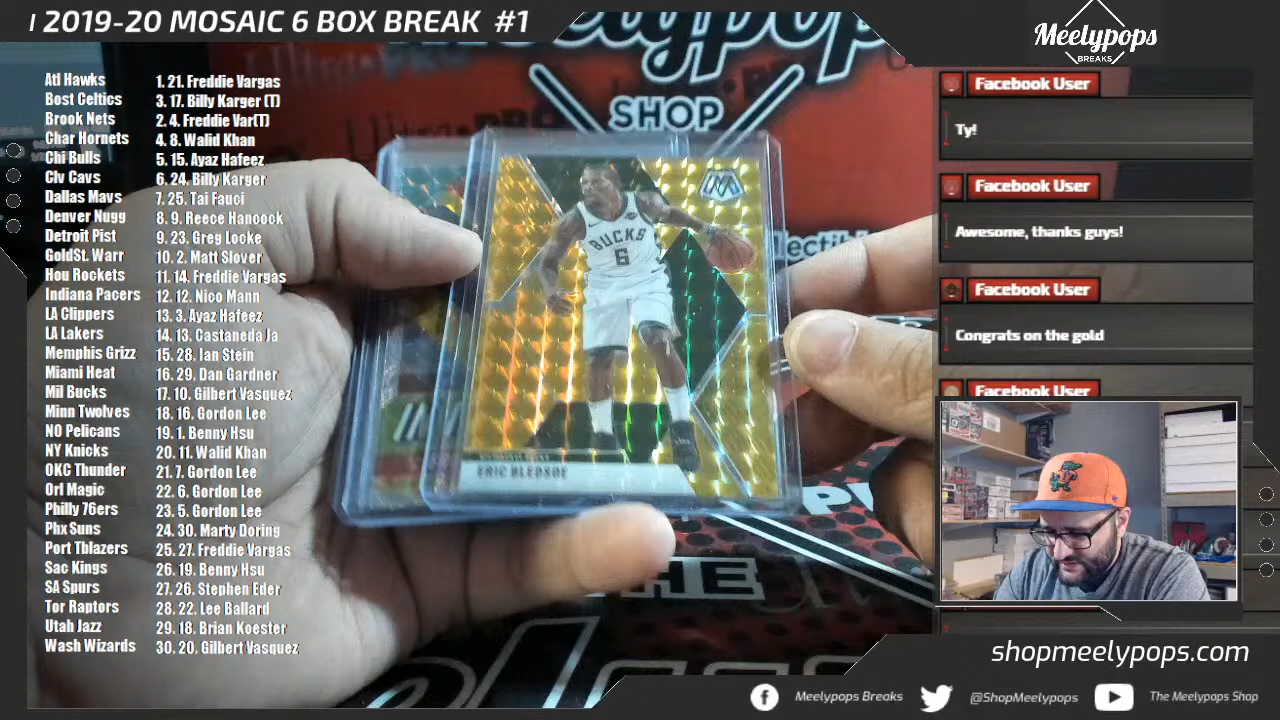 2019-20 MOSAIC 6 BOX BREAK #1
Meelypops
BREAKS
Atl Hawks 1. 21. Freddie Vargas
Bost Celtics 3. 17. Billy Karger (T)
Brook Nets 2. 4. Freddie Var(T)
Char Hornets 4. 8. Walid Khan
Chi Bulls 5. 15. Ayaz Hafeez
Clv Cavs 6. 24. Billy Karger
Dallas Mavs 7. 25. Tai Fauci
Denver Nugg 8. 9. Reece Hancock
Detroit Pist 9. 23. Greg Locke
GoldSt. Warr 10. 2. Matt Slover
Hou Rockets 11. 14. Freddie Vargas
Indiana Pacers 12. 12. Nico Mann
LA Clippers 13. 3. Ayaz Hafeez
LA Lakers 14. 13. Castaneda Ja
Memphis Grizz 15. 28. Ian Stein
Miami Heat 16. 29. Dan Gardner
Mil Bucks 17. 10. Gilbert Vasquez
Minn Twolves 18. 16. Gordon Lee
NO Pelicans 19. 1. Benny Hsu
NY Knicks 20. 11. Walid Khan
OKC Thunder 21. 7. Gordon Lee
Orl Magic 22. 6. Gordon Lee
Philly 76ers 23. 5. Gordon Lee
Phx Suns 24. 30. Marty Doring
Port Tblazers 25. 27. Freddie Vargas
Sac Kings 26. 19. Benny Hsu
SA Spurs 27. 26. Stephen Eder
Tor Raptors 28. 22. Lee Ballard
Utah Jazz 29. 18. Brian Koester
Wash Wizards 30. 20. Gilbert Vasquez
SHOP
BUCKS
6
ERIC BLEDSOE
THE
Facebook User
Ty!
Facebook User
Awesome, thanks guys!
Facebook User
Congrats on the gold
Facebook User
shopmeelypops.com
Meelypops Breaks
@ShopMeelypops
The Meelypops Shop